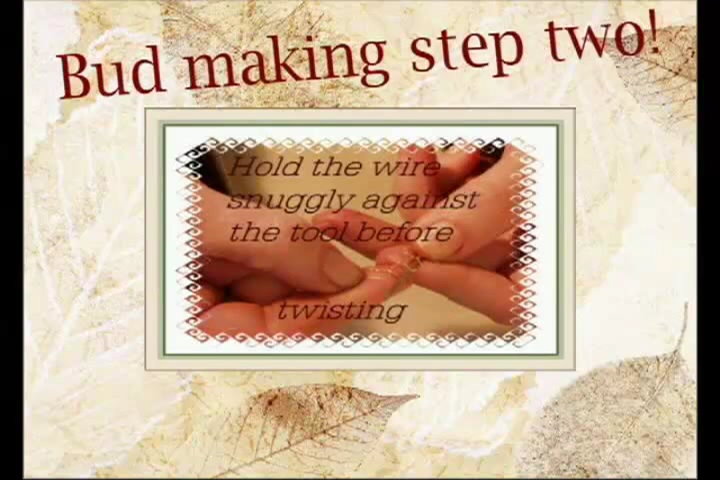 Bud making step two!
Hold the wire
snuggly against
the tool before
twisting